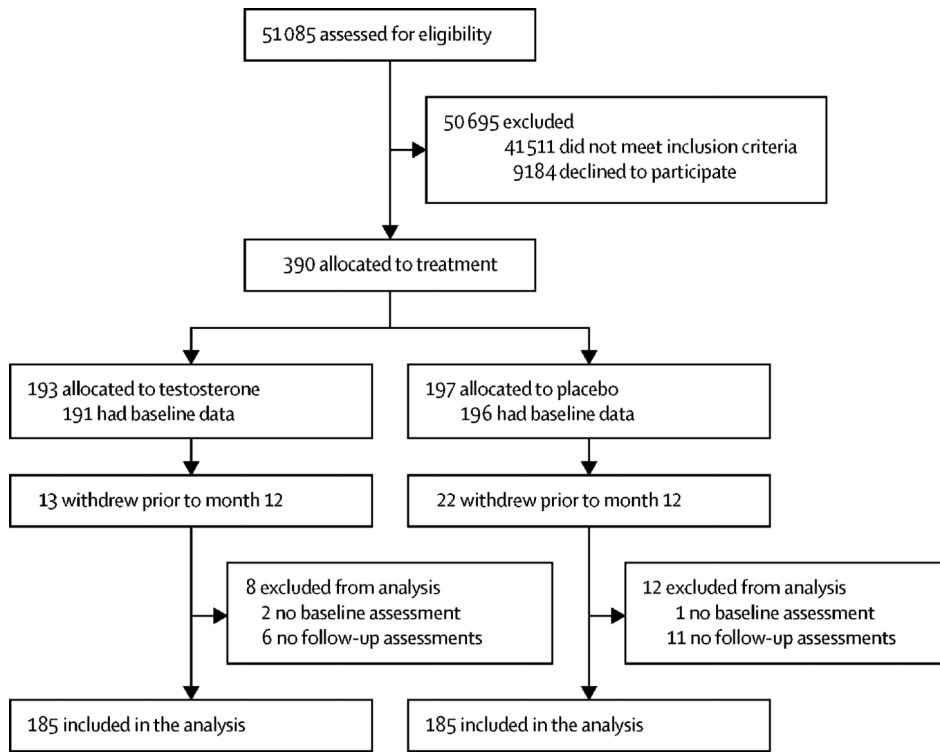 51085 assessed for eligibility
50695 excluded
41511 did not meet inclusion criteria
9184 declined to participate
390 allocated to treatment
193 allocated to testosterone
191 had baseline data
197 allocated to placebo
196 had baseline data
13 withdrew prior to month 12
22 withdrew prior to month 12
8 excluded from analysis
2 no baseline assessment
6 no follow-up assessments
12 excluded from analysis
1 no baseline assessment
11 no follow-up assessments
185 included in the analysis
185 included in the analysis